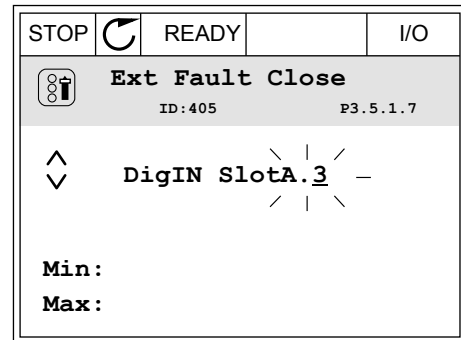 STOP READY I/O
Ext Fault Close
ID:405 P3.5.1.7
DigIN SlotA.3
Min:
Max: